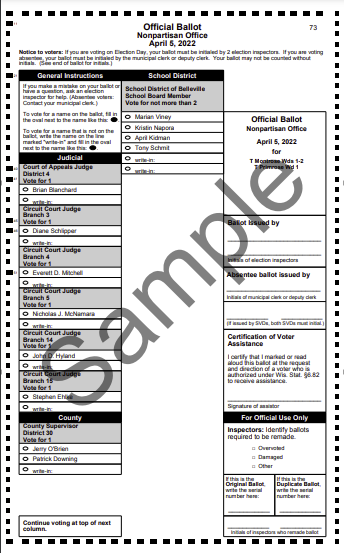 Official Ballot
Nonpartisan Office
April 5, 2022
73
Notice to voters: If you are voting on Election Day, your ballot must be initialed by 2 election inspectors. If you are voting
absentee, your ballot must be initialed by the municipal clerk or deputy clerk. Your ballot may not be counted without
initials. (See end of ballot for initials.)
General Instructions
If you make a mistake on your ballot or
have a question, ask an election
inspector for help. (Absentee voters:
Contact your municipal clerk.)
To vote for a name on the ballot, fill in
the oval next to the name like this:
To vote for a name that is not on the
ballot, write the name on the line
marked "write-in" and fill in the oval
next to the name like this:
Judicial
Court of Appeals Judge
District 4
Vote for 1
Brian Blanchard
write-in:
Circuit Court Judge
Branch 3
Vote for 1
Diane Schlipper
write-in:
Circuit Court Judge
Branch 4
Vote for 1
Everett D. Mitchell
write-in:
Circuit Court Judge
Branch 5
Vote for 1
Nicholas J. McNamara
write-in:
Circuit Court Judge
Branch 14
Vote for 1
John D. Hyland
write-in:
Circuit Court Judge
Branch 15
Vote for 1
Stephen Ehlke
write-in:
County
County Supervisor
District 30
Vote for 1
Jerry O'Brien
Patrick Downing
write-in:
Continue voting at top of next
column.
School District
School District of Belleville
School Board Member
Vote for not more than 2
Marian Viney
Kristin Napora
April Kidman
Tony Schmit
write-in:
write-in:
Official Ballot
Nonpartisan Office
April 5, 2022
for
T Montrose Wds 1-2
T Primrose Wd 1
Ballot issued by
Initials of election inspectors
Absentee ballot issued by
Initials of municipal clerk or deputy clerk
(If issued by SVDs, both SVDs must initial.)
Certification of Voter
Assistance
I certify that I marked or read
aloud this ballot at the request
and direction of a voter who is
authorized under Wis. Stat. §6.82
to receive assistance.
Signature of assistor
For Official Use Only
Inspectors: Identify ballots
required to be remade.
Overvoted
Damaged
Other
If this is the
Original Ballot,
write the serial
number here:
If this is the
Duplicate Ballot,
write the serial
number here:
Initials of inspectors who remade ballot
Sample